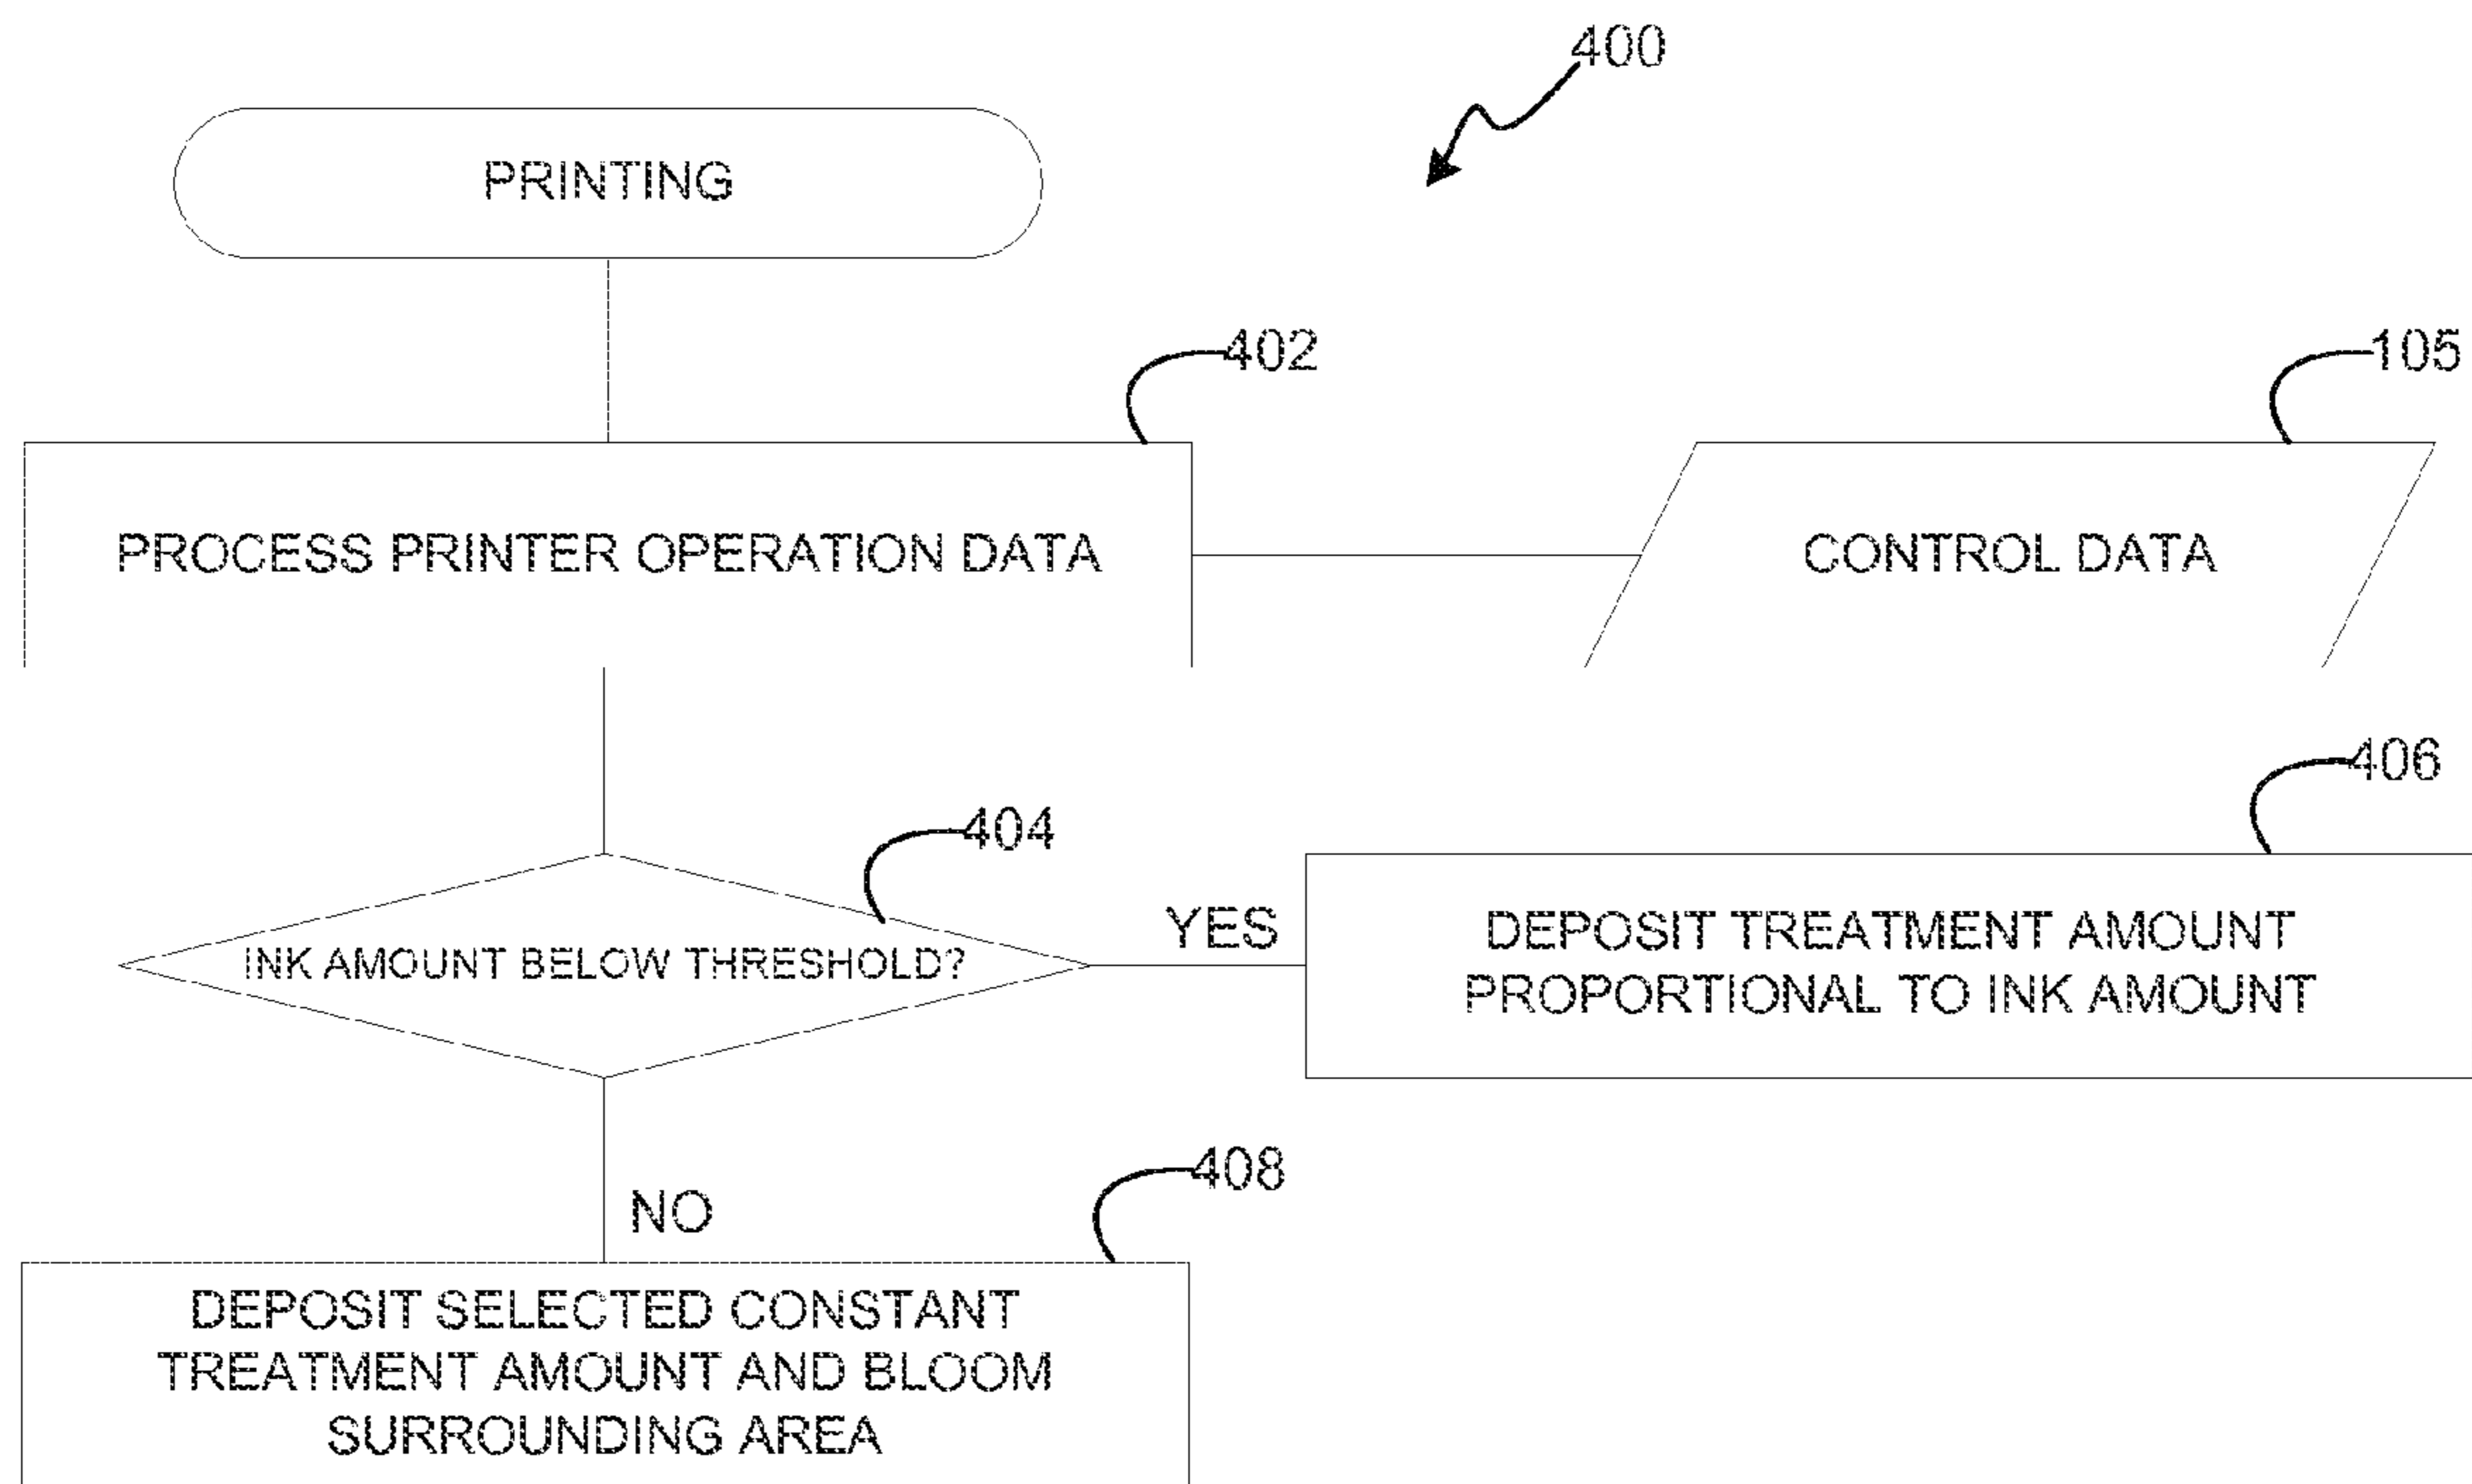 400
PRINTING
402
105
PROCESS PRINTER OPERATION DATA
CONTROL DATA
406
404
YES
DEPOSIT TREATMENT AMOUNT
PROPORTIONAL TO INK AMOUNT
INK AMOUNT BELOW THRESHOLD?
408
NO
DEPOSIT SELECTED CONSTANT
TREATMENT AMOUNT AND BLOOM
SURROUNDING AREA